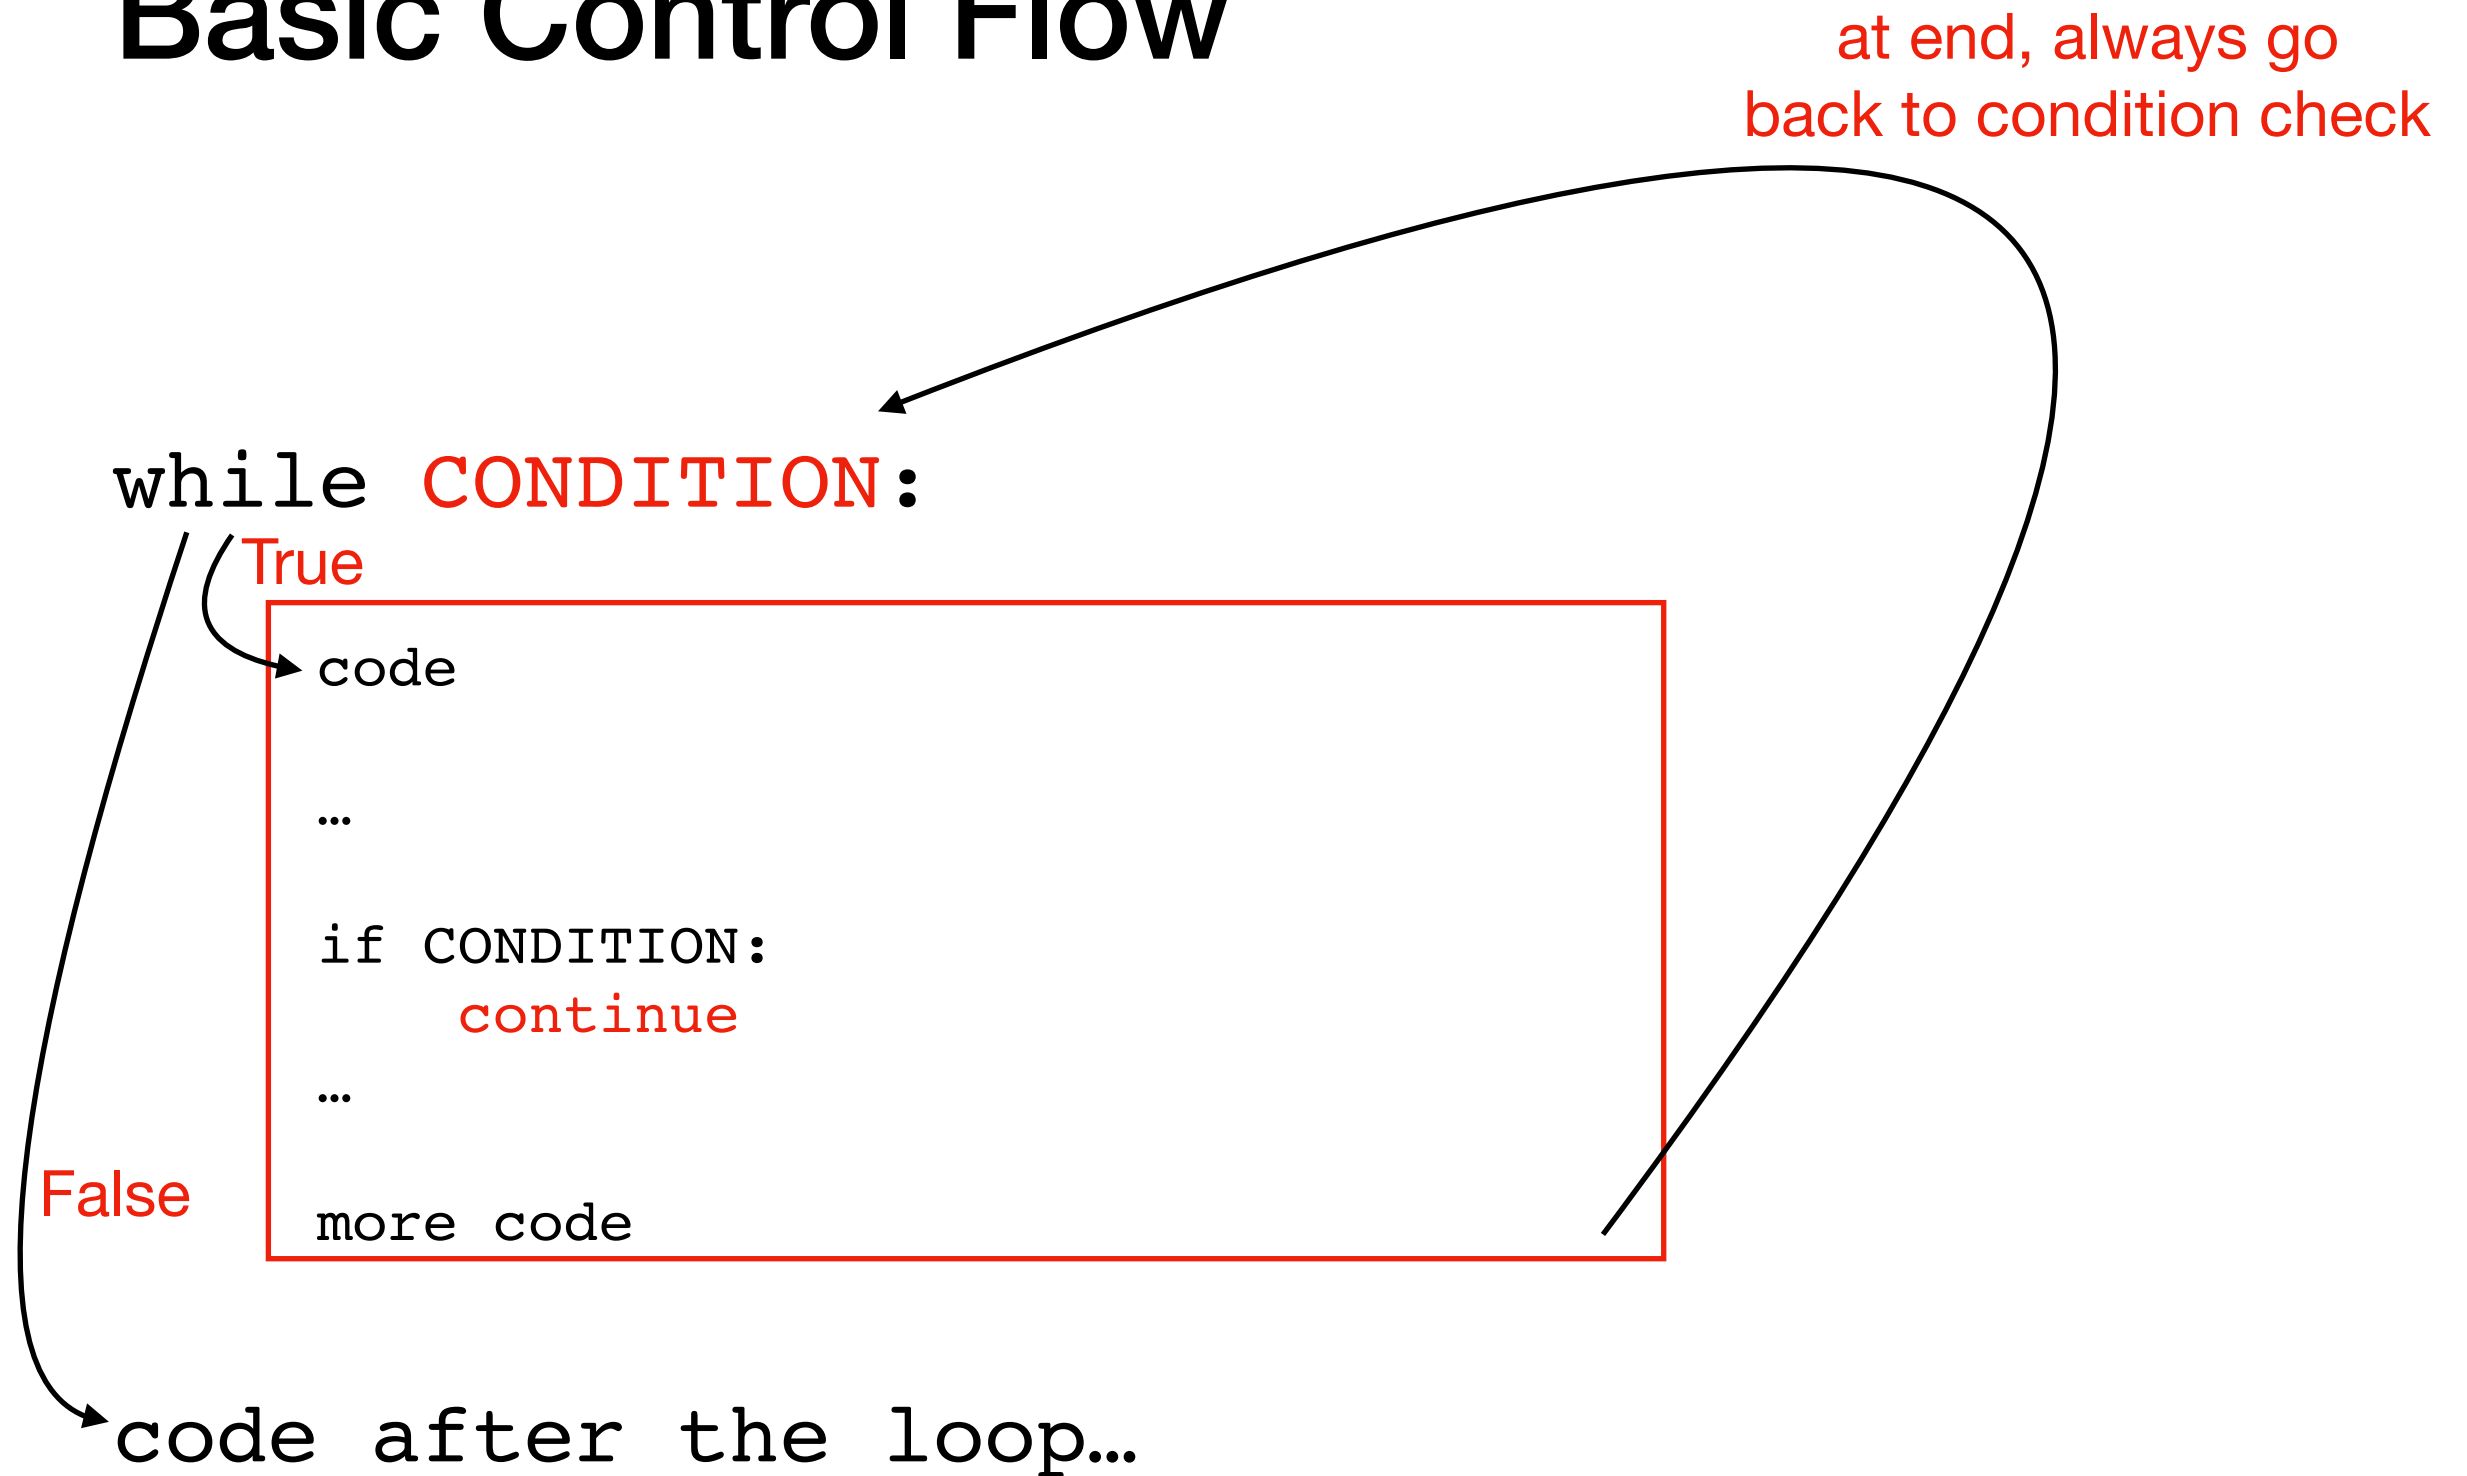 Basic Control Flow
at end, always go
back to condition check
while CONDITION:
True
code
…
if CONDITION:
continue
…
False
more code
code after the loop…